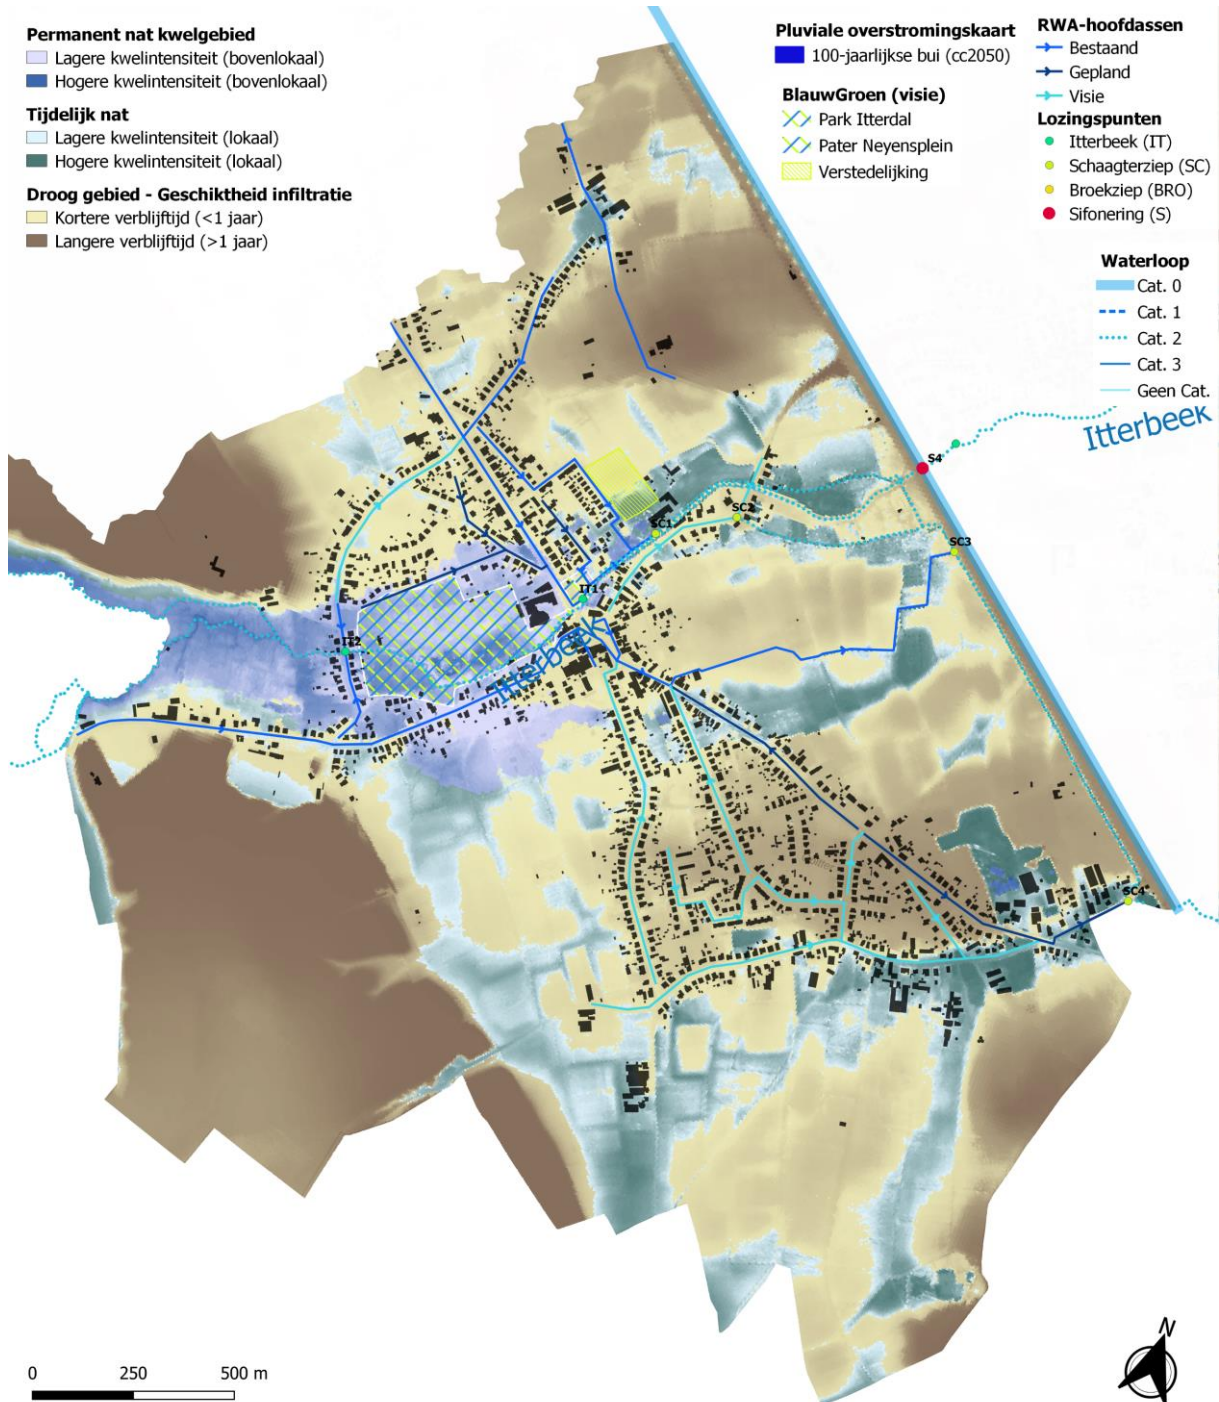 Permanent nat kwelgebied
Lagere kwelintensiteit (bovenlokaal)
Hogere kwelintensiteit (bovenlokaal)
Tijdelijk nat
Lagere kwelintensiteit (lokaal)
Hogere kwelintensiteit (lokaal)
Droog gebied - Geschiktheid infiltratie
Kortere verblijftijd (<1 jaar)
Langere verblijftijd (>1 jaar)
Pluviale overstromingskaart
100-jaarlijkse bui (cc2050)
BlauwGroen (visie)
Park Itterdal
Pater Neyensplein
Verstedelijking
RWA-hoofdassen
Bestaand
Gepland
Visie
Lozingspunten
Itterbeek (IT)
Schaagterziep (SC)
Broekziep (BRO)
Sifonering (S)
Waterloop
Cat. 0
Cat. 1
Cat. 2
Cat. 3
Geen Cat.
Itterbeek
S4
SC2
SC1
SC3
IT1
IT2
Itterbeek
SC4
0 250 500 m
N